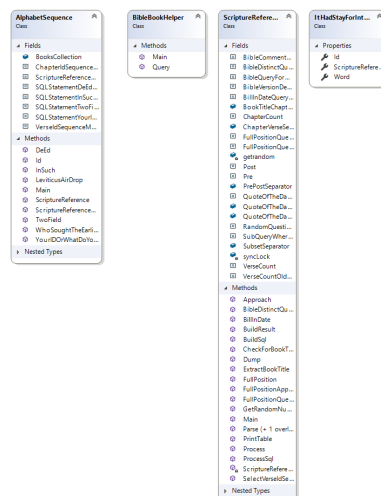 AlphabetSequence
Class
Fields
BooksCollection
ChapterIdSequence...
ScriptureReference...
SQLStatementDeEd...
SQLStatementInSuc...
SQLStatementTwoFi...
SQLStatementYourI...
VerseIdSequenceM...
Methods
DeEd
Id
InSuch
LeviticusAirDrop
Main
ScriptureReference
ScriptureReference...
TwoField
WhoSoughtTheEarli...
YourIDOrWhatDoYo...
Nested Types
BibleBookHelper
Class
Methods
Main
Query
ScriptureRefere...
Class
Fields
BibleComment...
BibleDistinctQu...
BibleQueryFor...
BibleVersionDe...
BillInDateQuery...
BookTitleChapt...
ChapterCount
ChapterVerseSe...
FullPositionQue...
FullPositionQue...
getrandom
Post
Pre
PrePostSeparator
QuoteOfTheDa...
QuoteOfTheDa...
QuoteOfTheDa...
RandomQuesti...
SubQueryWher...
SubsetSeparator
syncLock
VerseCount
VerseCountOld...
Methods
Approach
BibleDistinctQu...
BillInDate
BuildResult
BuildSql
CheckForBookT...
Dump
ExtractBookTitle
FullPosition
FullPositionApp...
FullPositionQue...
GetRandomNu...
Main
Parse (+ 1 overl...
PrintTable
Process
ProcessSql
ScriptureRefere...
SelectVerseIdSe...
Nested Types
ItHadStayForInt...
Class
Properties
Id
ScriptureRefere...
Word